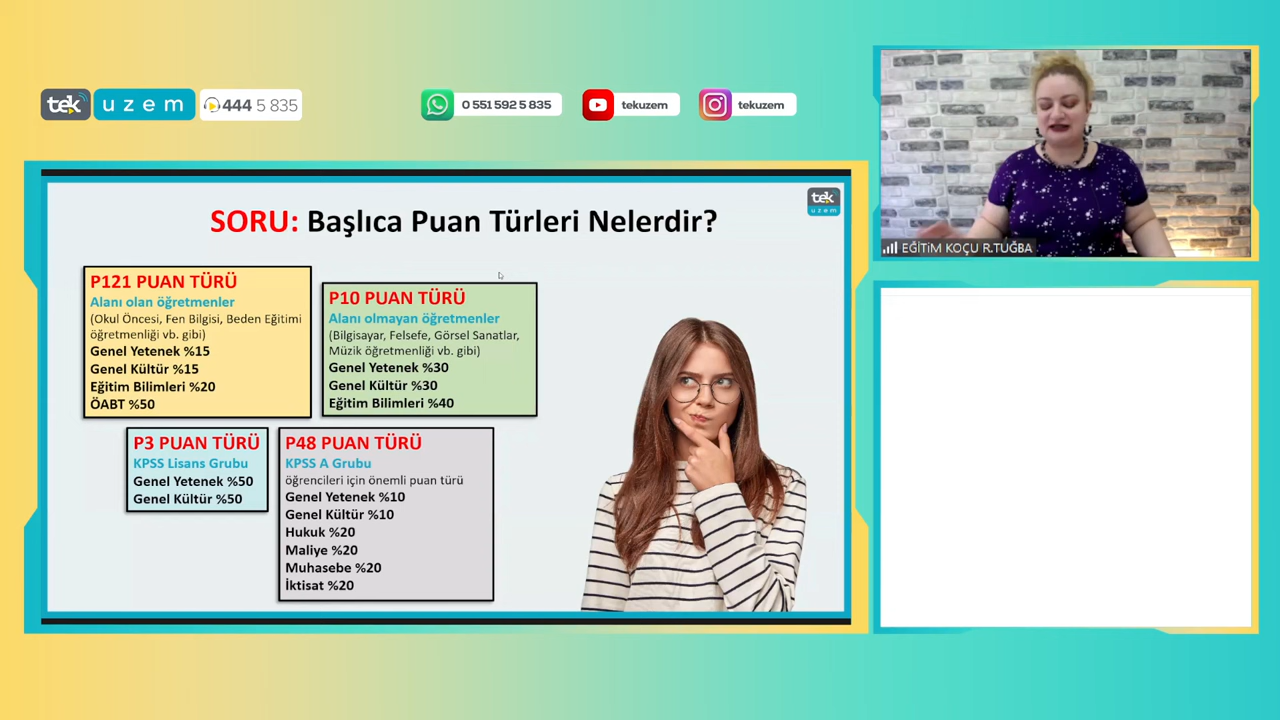 tek uzem 444 5 835
0 551 592 5 835
tekuzem
tekuzem
tek
uzem
SORU: Başlıca Puan Türleri Nelerdir?
P121 PUAN TÜRÜ
Alanı olan öğretmenler
(Okul Öncesi, Fen Bilgisi, Beden Eğitimi
öğretmenliği vb. gibi)
Genel Yetenek %15
Genel Kültür %15
Eğitim Bilimleri %20
ÖABT %50
P10 PUAN TÜRÜ
Alanı olmayan öğretmenler
(Bilgisayar, Felsefe, Görsel Sanatlar,
Müzik öğretmenliği vb. gibi)
Genel Yetenek %30
Genel Kültür %30
Eğitim Bilimleri %40
P3 PUAN TÜRÜ
KPSS Lisans Grubu
Genel Yetenek %50
Genel Kültür %50
P48 PUAN TÜRÜ
KPSS A Grubu
öğrencileri için önemli puan türü
Genel Yetenek %10
Genel Kültür %10
Hukuk %20
Maliye %20
Muhasebe %20
İktisat %20
EĞİTİM KOÇU R.TUĞBA